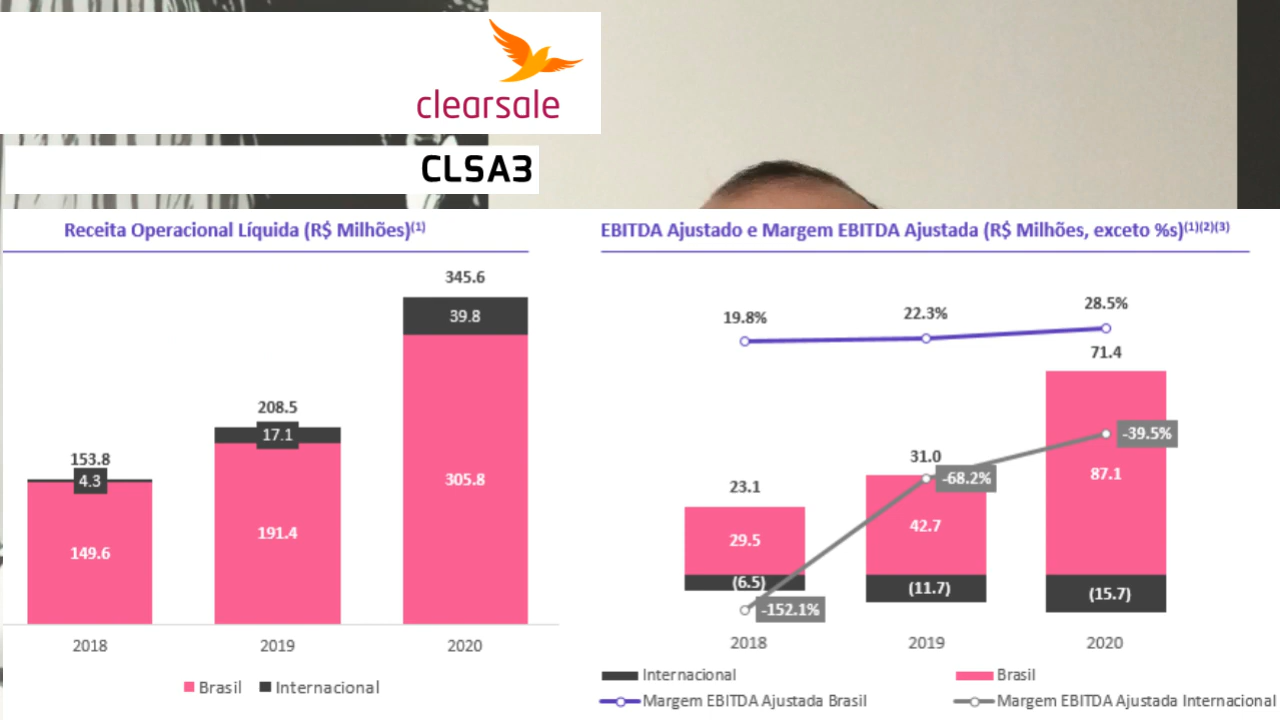 clearsale
CLSA3
Receita Operacional Líquida (R$ Milhões)(1)
345.6
39.8
208.5
17.1
153.8
4.3
305.8
191.4
149.6
2018 2019 2020
Brasil Internacional
EBITDA Ajustado e Margem EBITDA Ajustada (R$ Milhões, exceto %s)(1)(2)(3)
19.8% 22.3% 28.5%
71.4
-39.5%
31.0
-68.2%
87.1
23.1
42.7
29.5
(6.5) (11.7) (15.7)
-152.1%
2018 2019 2020
Internacional Brasil
Margem EBITDA Ajustada Brasil Margem EBITDA Ajustada Internacional